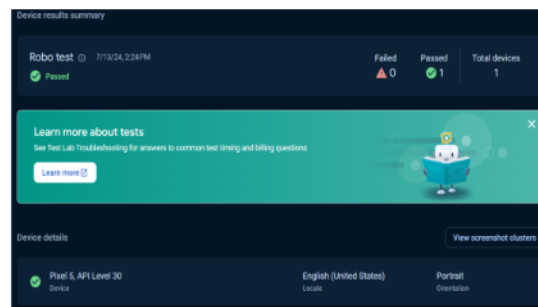 Device results summary
Robo test 7/13/24, 2:24 PM
Passed
Failed
0
Passed
1
Total devices
1
Learn more about tests
See Test Lab Troubleshooting for answers to common test timing and billing questions
Learn more
Device details
View screenshot clusters
Pixel 5, API Level 30
Device
English (United States)
Locale
Portrait
Orientation